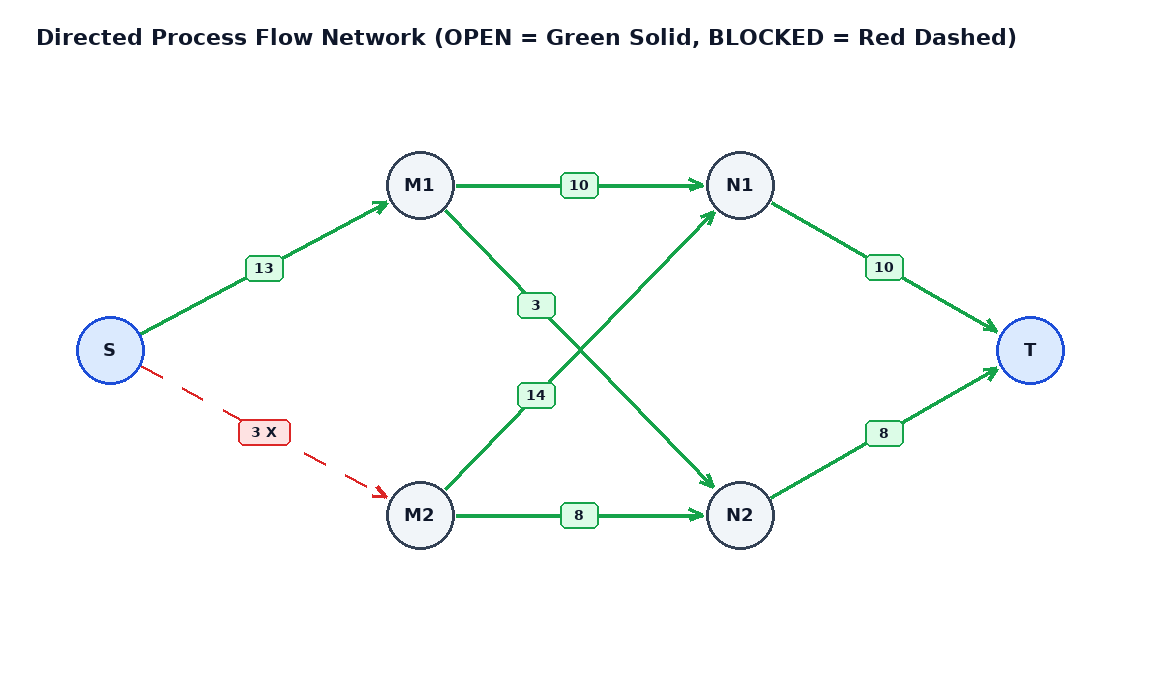 Directed Process Flow Network (OPEN = Green Solid, BLOCKED = Red Dashed)
M1
10
N1
13
10
3
S
T
14
3 X
8
M2
8
N2